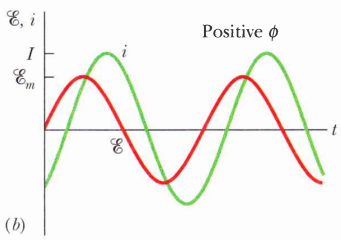 ℰ, i
Positive ϕ
I
i
ℰm
t
ℰ
(b)